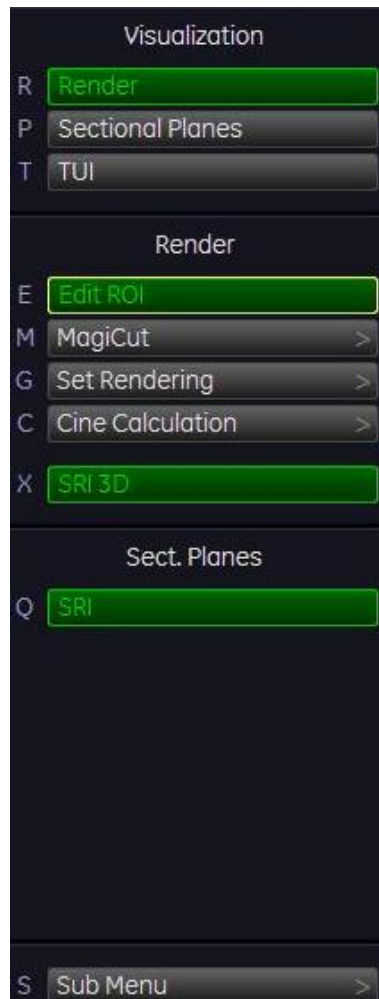 Visualization
R Render
P Sectional Planes
T TUI
Render
E Edit ROI
M MagiCut >
G Set Rendering >
C Cine Calculation >
X SRI 3D
Sect. Planes
Q SRI
S Sub Menu >